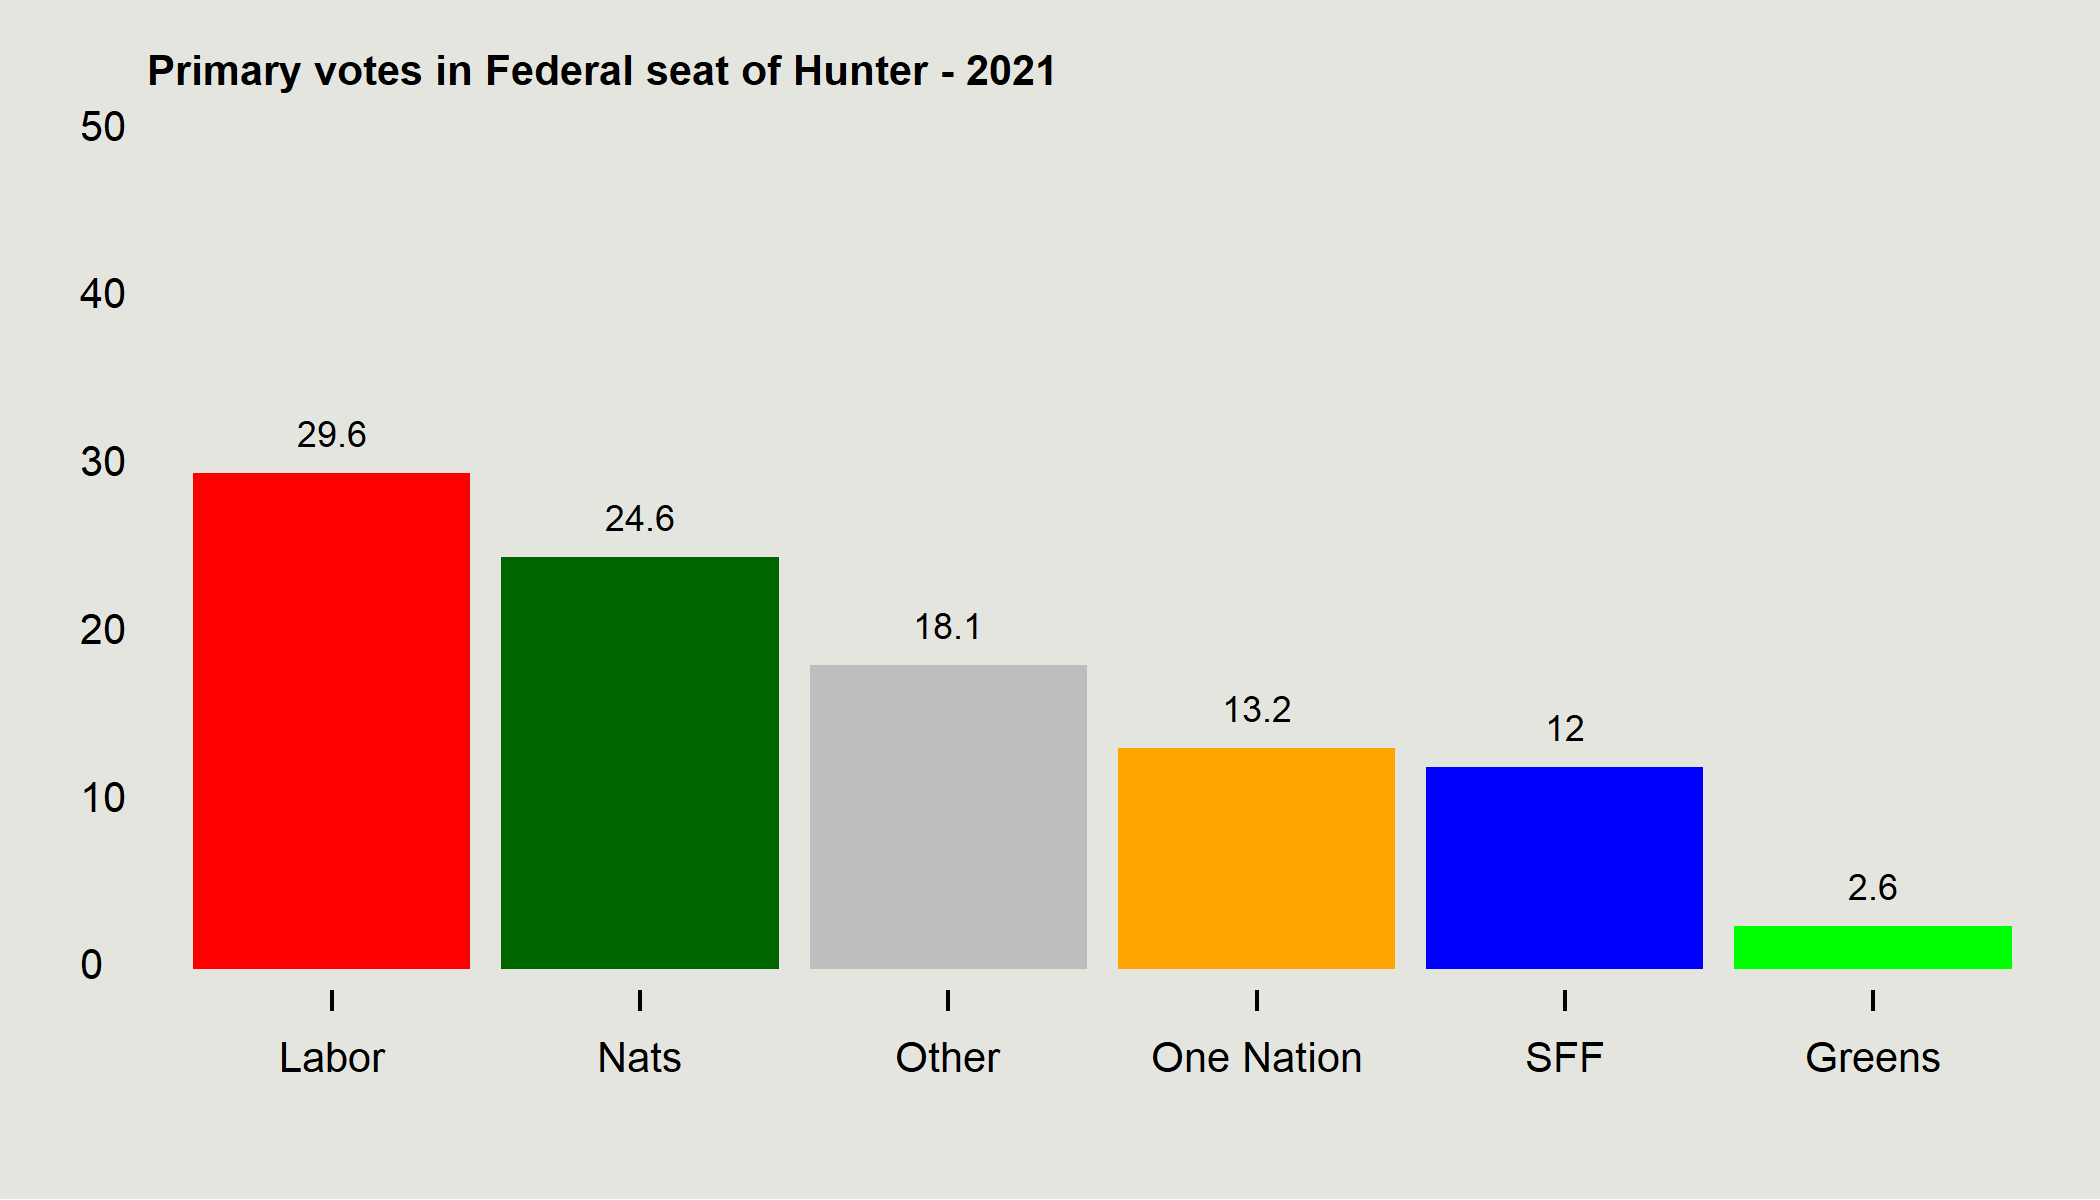 Primary votes in Federal seat of Hunter - 2021
50
40
30
20
10
0
29.6
24.6
18.1
13.2
12
2.6
Labor
Nats
Other
One Nation
SFF
Greens